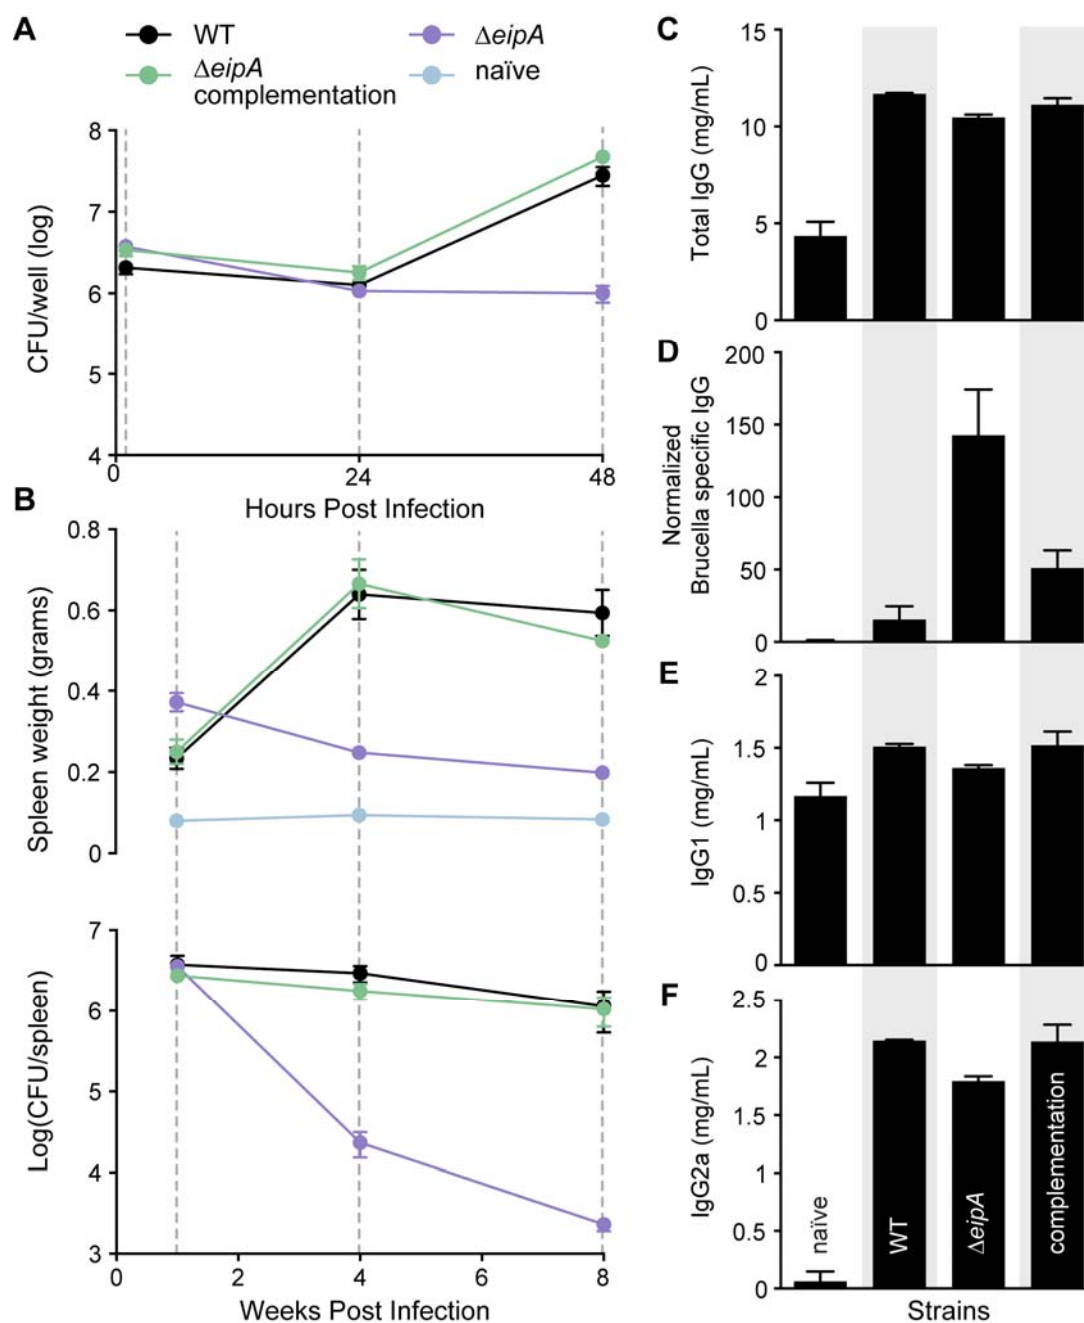 A
WT
ΔeipA
ΔeipA
complementation
naïve
CFU/well (log)
8
7
6
5
4
0
24
48
Hours Post Infection
B
Spleen weight (grams)
0.8
0.6
0.4
0.2
0
Log(CFU/spleen)
7
6
5
4
3
0
2
4
6
8
Weeks Post Infection
C
Total IgG (mg/mL)
15
10
5
0
D
Normalized
Brucella specific IgG
200
150
100
50
0
E
IgG1 (mg/mL)
2
1.5
1
0.5
0
F
IgG2a (mg/mL)
2.5
2
1.5
1
0.5
0
naïve
WT
ΔeipA
complementation
Strains